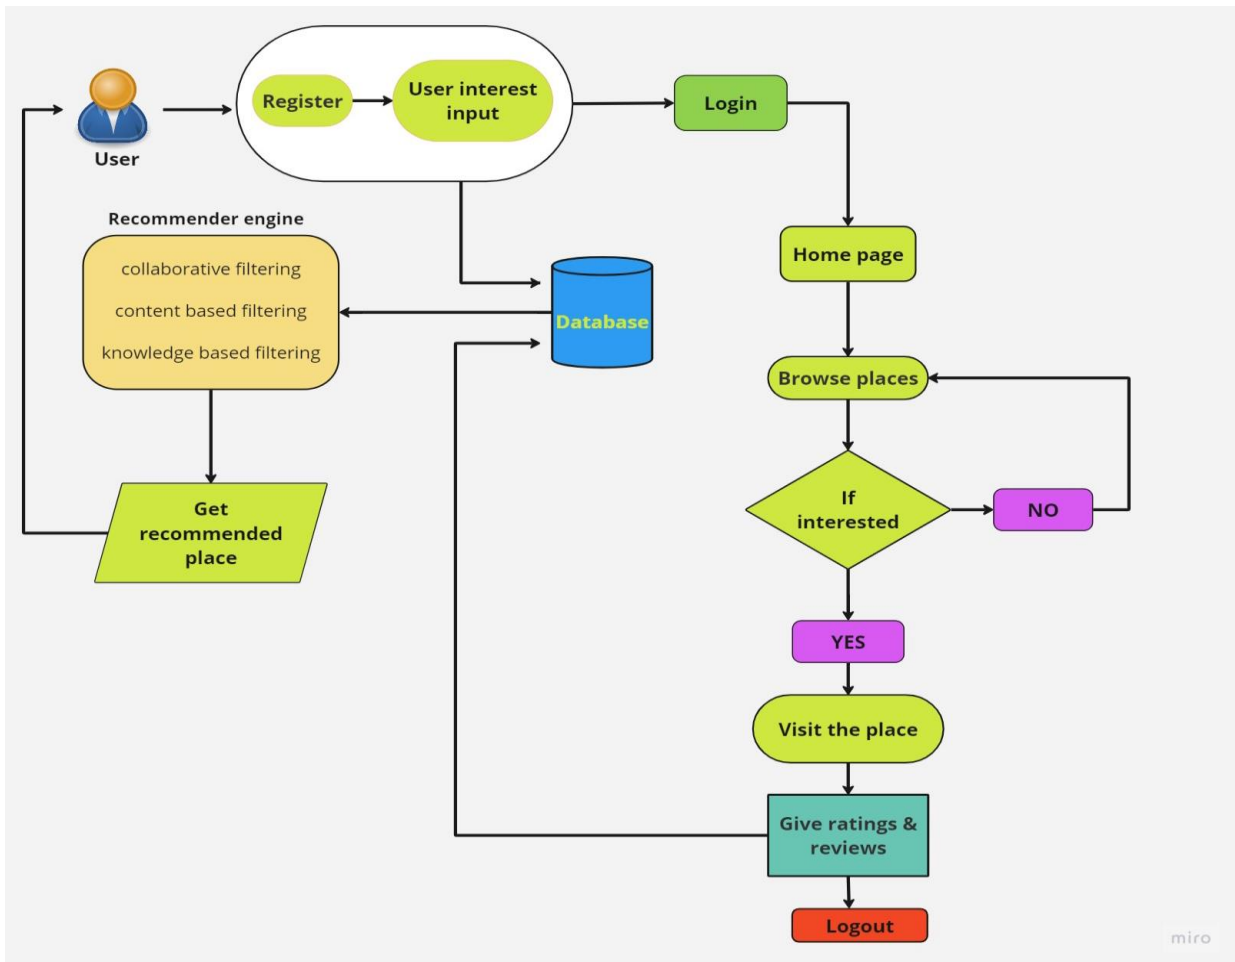 Register
User interest
input
Login
User
Recommender engine
collaborative filtering
content based filtering
knowledge based filtering
Database
Home page
Browse places
If
interested
NO
Get
recommended
place
YES
Visit the place
Give ratings &
reviews
Logout
miro